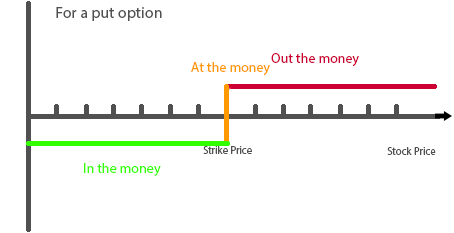 For a put option
At the money
Out the money
Strike Price
Stock Price
In the money